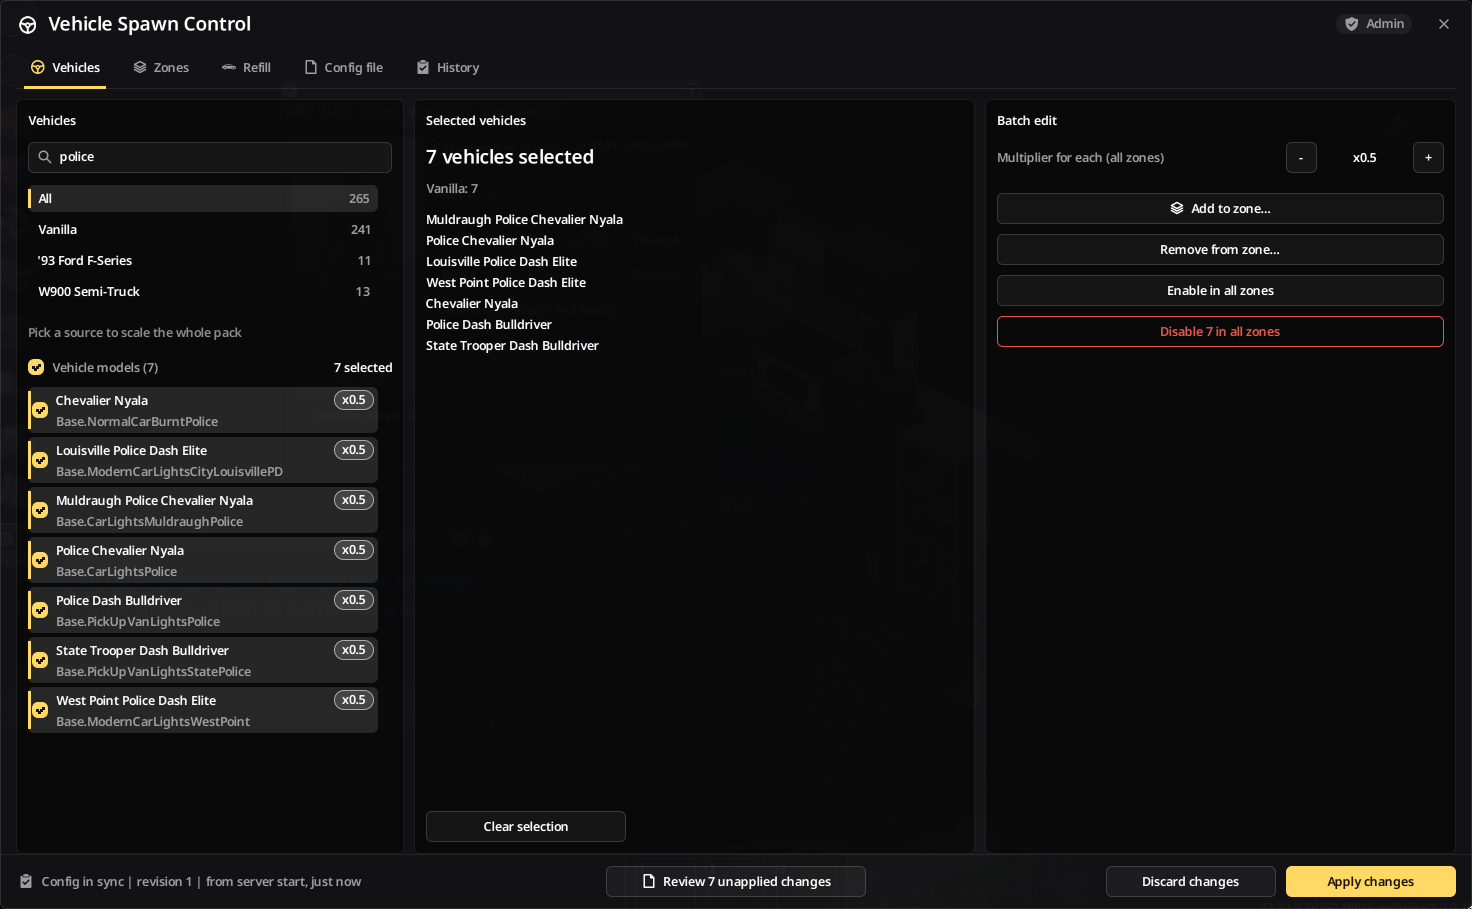 Vehicle Spawn Control
Admin
Vehicles
Zones
Refill
Config file
History
Vehicles
police
All 265
Vanilla 241
'93 Ford F-Series 11
W900 Semi-Truck 13
Pick a source to scale the whole pack
Vehicle models (7) 7 selected
Chevalier Nyala x0.5
Base.NormalCarBurntPolice
Louisville Police Dash Elite x0.5
Base.ModernCarLightsCityLouisvillePD
Muldraugh Police Chevalier Nyala x0.5
Base.CarLightsMuldraughPolice
Police Chevalier Nyala x0.5
Base.CarLightsPolice
Police Dash Bulldriver x0.5
Base.PickUpVanLightsPolice
State Trooper Dash Bulldriver x0.5
Base.PickUpVanLightsStatePolice
West Point Police Dash Elite x0.5
Base.ModernCarLightsWestPoint
Selected vehicles
7 vehicles selected
Vanilla: 7
Muldraugh Police Chevalier Nyala
Police Chevalier Nyala
Louisville Police Dash Elite
West Point Police Dash Elite
Chevalier Nyala
Police Dash Bulldriver
State Trooper Dash Bulldriver
Clear selection
Batch edit
Multiplier for each (all zones) - x0.5 +
Add to zone...
Remove from zone...
Enable in all zones
Disable 7 in all zones
Config in sync | revision 1 | from server start, just now
Review 7 unapplied changes
Discard changes
Apply changes